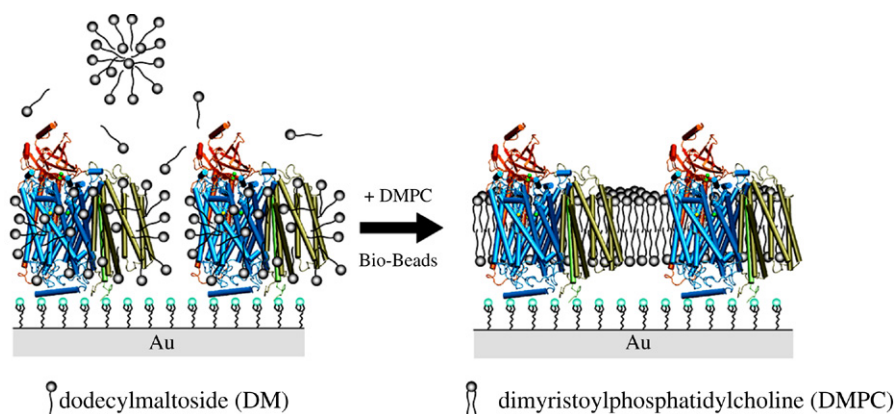 + DMPC
Bio-Beads
Au
Au
dodecylmaltoside (DM)
dimyristoylphosphatidylcholine (DMPC)